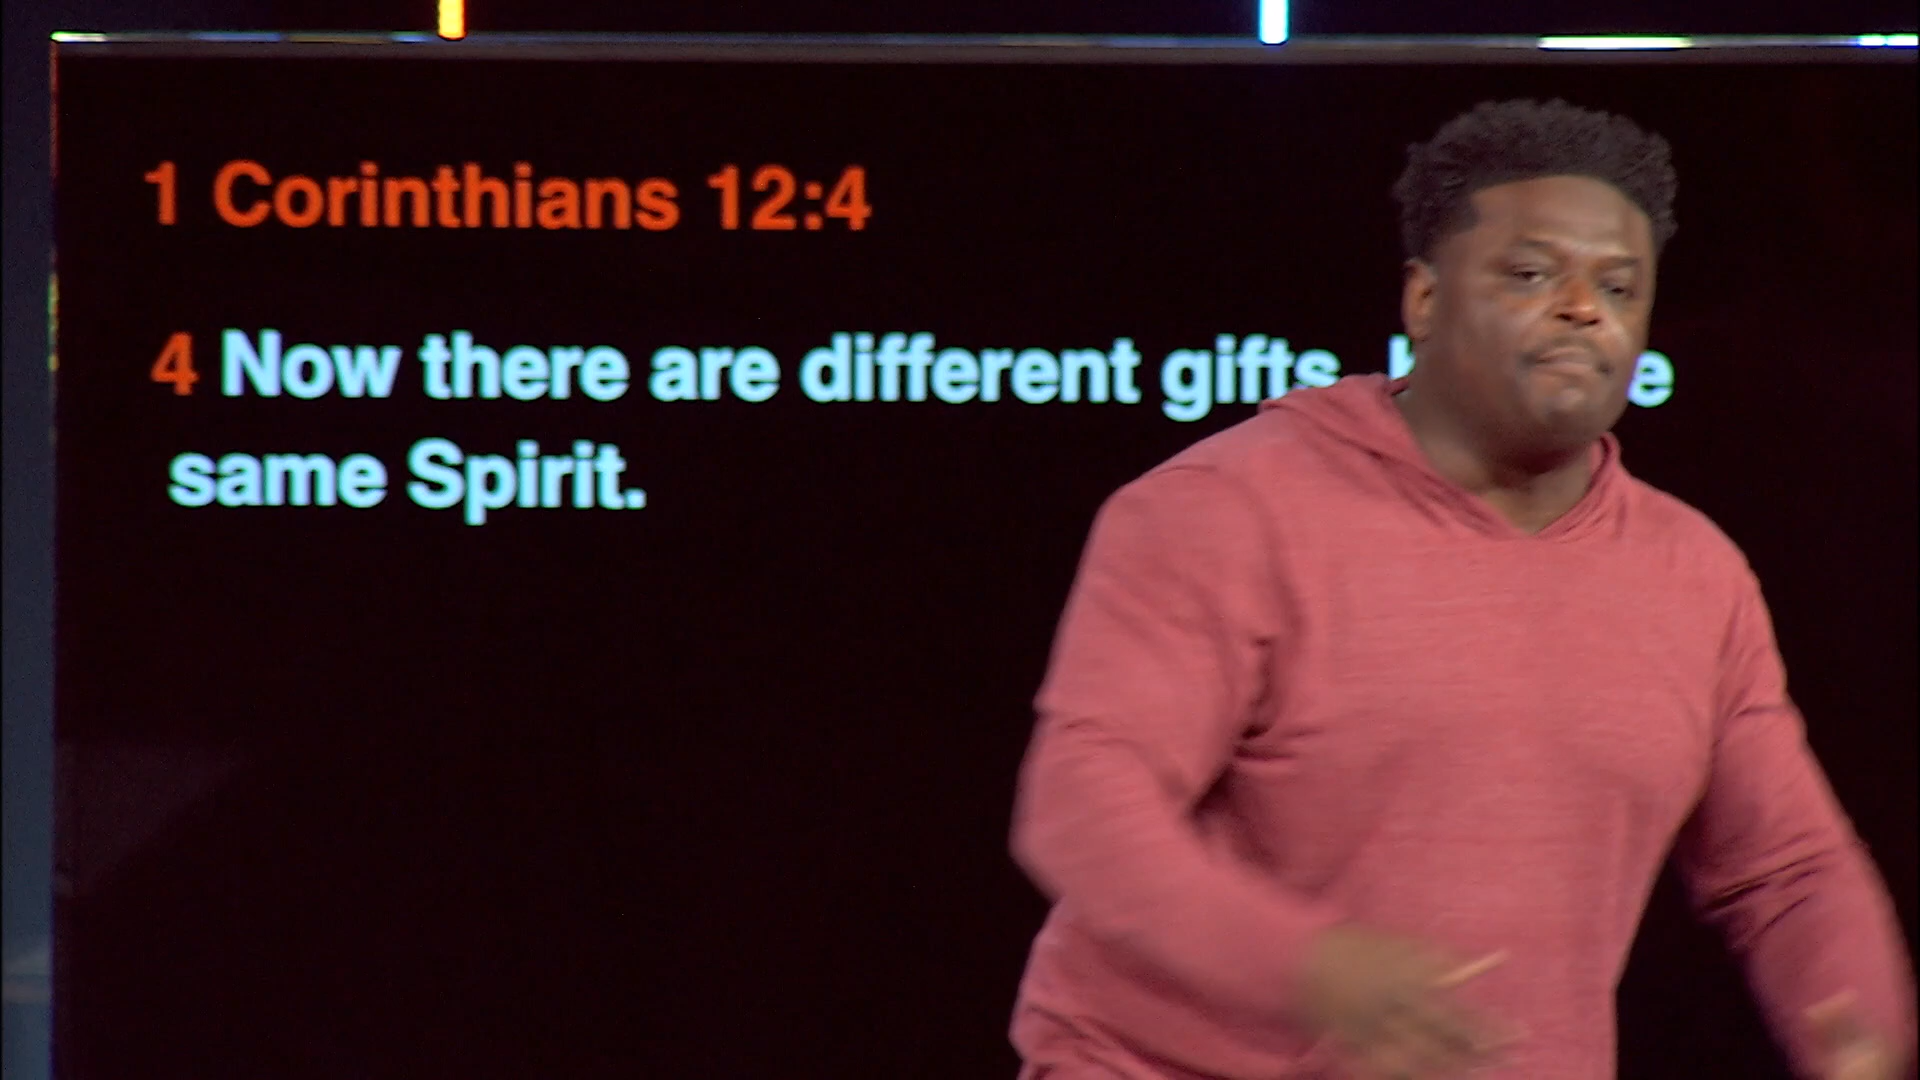 1 Corinthians 12:4
4 Now there are different gifts,
same Spirit.